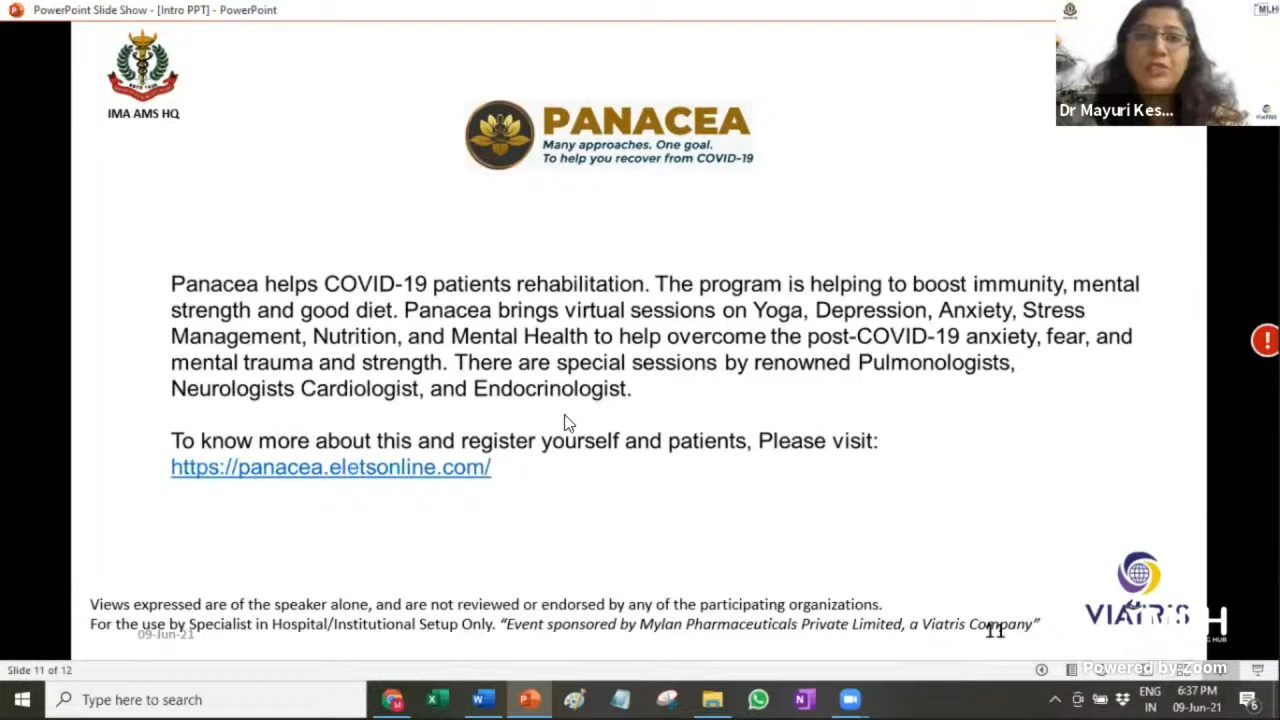 PowerPoint Slide Show - [Intro PPT] - PowerPoint
MLH
Dr Mayuri Kes...
VIATRIS
IMA AMS HQ
PANACEA
Many approaches. One goal.
To help you recover from COVID-19
Panacea helps COVID-19 patients rehabilitation. The program is helping to boost immunity, mental
strength and good diet. Panacea brings virtual sessions on Yoga, Depression, Anxiety, Stress
Management, Nutrition, and Mental Health to help overcome the post-COVID-19 anxiety, fear, and
mental trauma and strength. There are special sessions by renowned Pulmonologists,
Neurologists Cardiologist, and Endocrinologist.
To know more about this and register yourself and patients, Please visit:
https://panacea.eletsonline.com/
Views expressed are of the speaker alone, and are not reviewed or endorsed by any of the participating organizations.
For the use by Specialist in Hospital/Institutional Setup Only. “Event sponsored by Mylan Pharmaceuticals Private Limited, a Viatris Company”
09-Jun-21
11
VIATRIS
HUB
Powered by Zoom
Slide 11 of 12
Type here to search
ENG
IN
6:37 PM
09-Jun-21
6